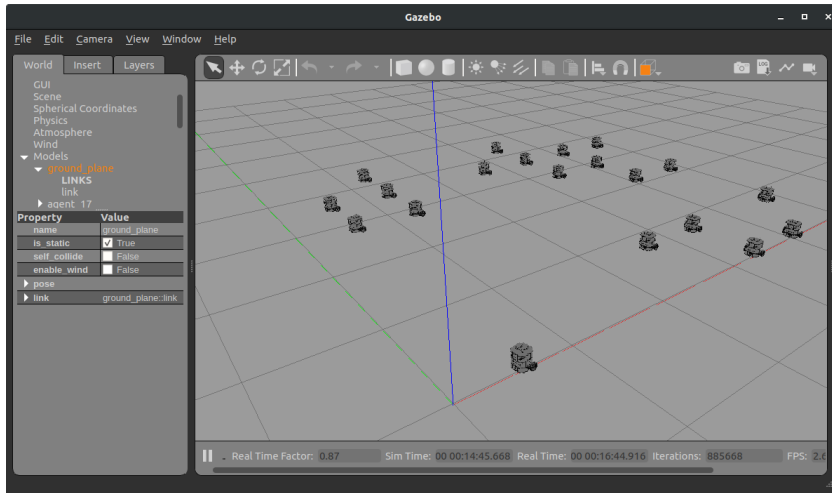 Gazebo
File Edit Camera View Window Help
World Insert Layers
GUI
Scene
Spherical Coordinates
Physics
Atmosphere
Wind
Models
ground_plane
LINKS
link
agent_17
Property Value
name ground_plane
is_static True
self_collide False
enable_wind False
pose
link ground_plane::link
LOG
Real Time Factor: 0.87 Sim Time: 00 00:14:45.668 Real Time: 00 00:16:44.916 Iterations: 885668 FPS: